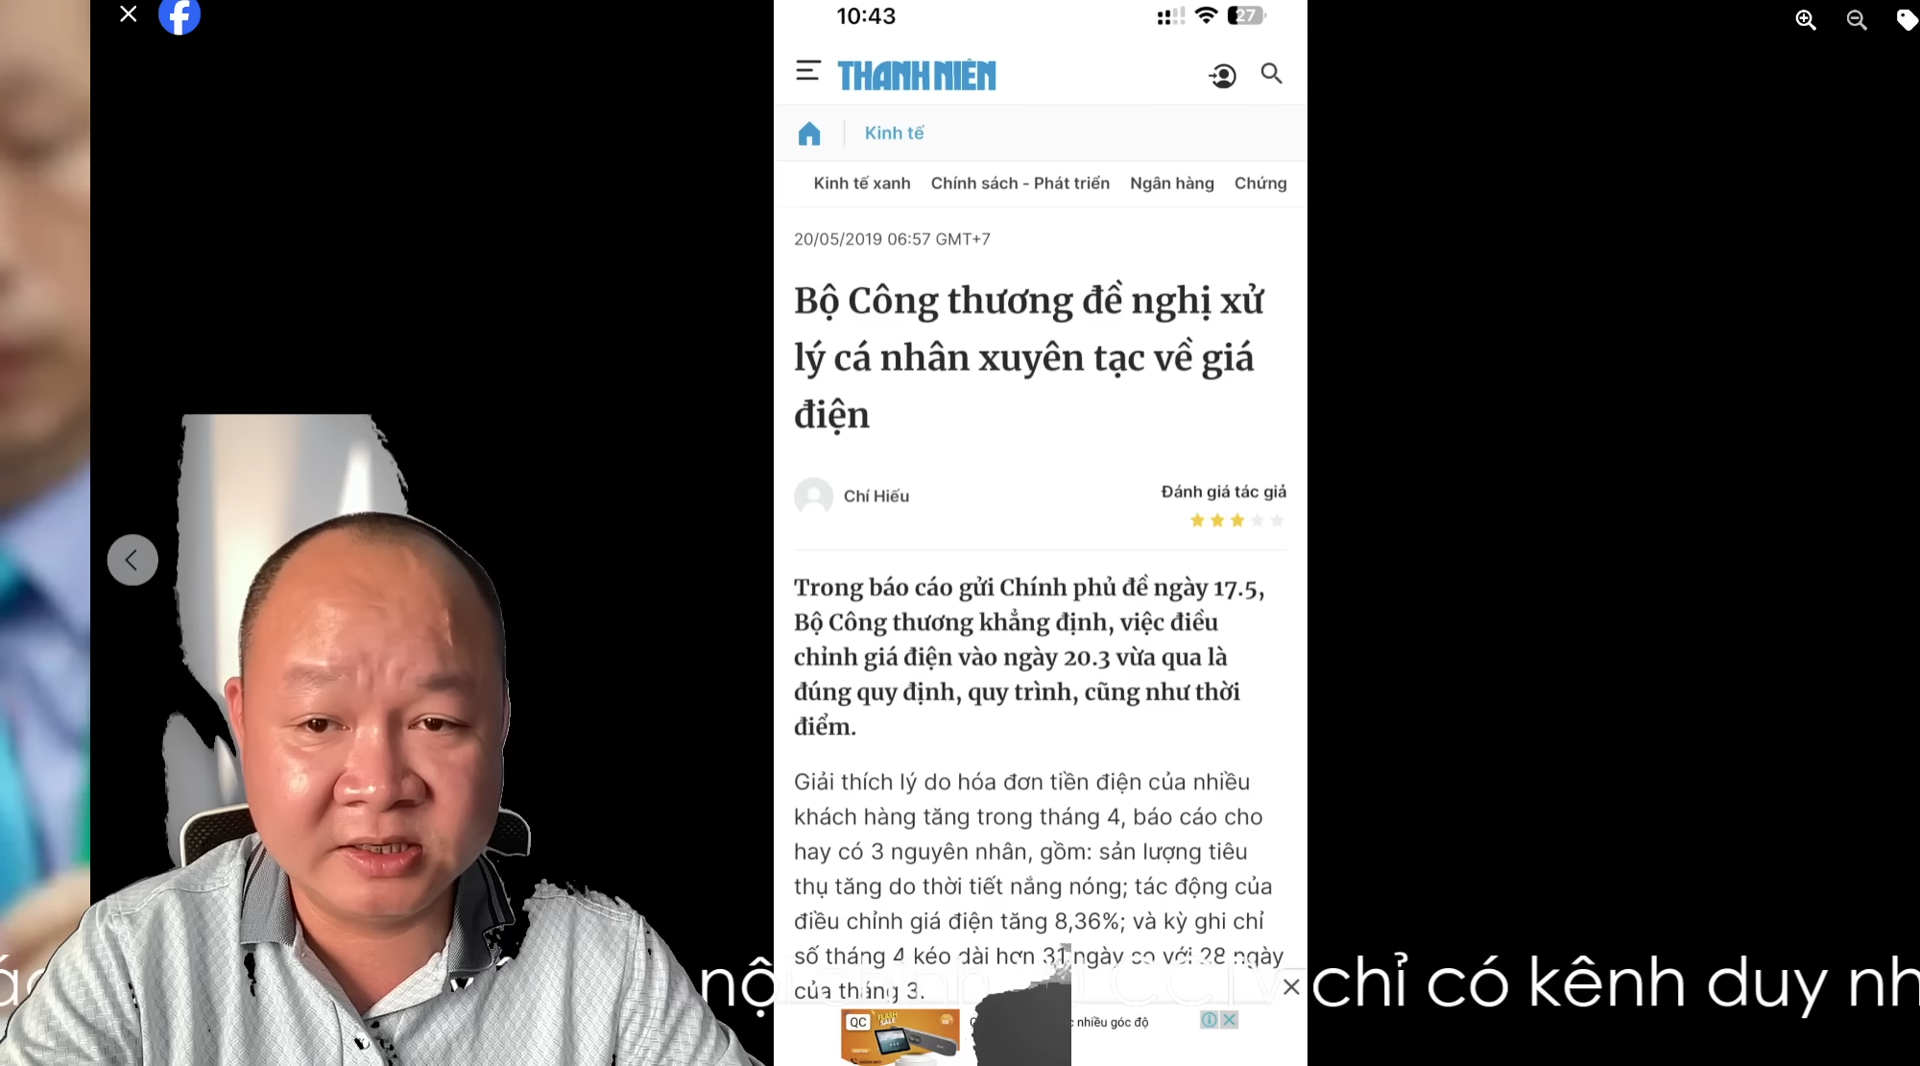 10:43
27
THANH NIÊN
Kinh tế
Kinh tế xanh Chính sách - Phát triển Ngân hàng Chứng
20/05/2019 06:57 GMT+7
Bộ Công thương đề nghị xử
lý cá nhân xuyên tạc về giá
điện
Chí Hiếu
Đánh giá tác giả
Trong báo cáo gửi Chính phủ đề ngày 17.5,
Bộ Công thương khẳng định, việc điều
chỉnh giá điện vào ngày 20.3 vừa qua là
đúng quy định, quy trình, cũng như thời
điểm.
Giải thích lý do hóa đơn tiền điện của nhiều
khách hàng tăng trong tháng 4, báo cáo cho
hay có 3 nguyên nhân, gồm: sản lượng tiêu
thụ tăng do thời tiết nắng nóng; tác động của
điều chỉnh giá điện tăng 8,36%; và kỳ ghi chỉ
số tháng 4 kéo dài hơn 31 ngày so với 28 ngày
của tháng 3.
chỉ có kênh duy
QC
FLASH SALE
nhiều góc độ